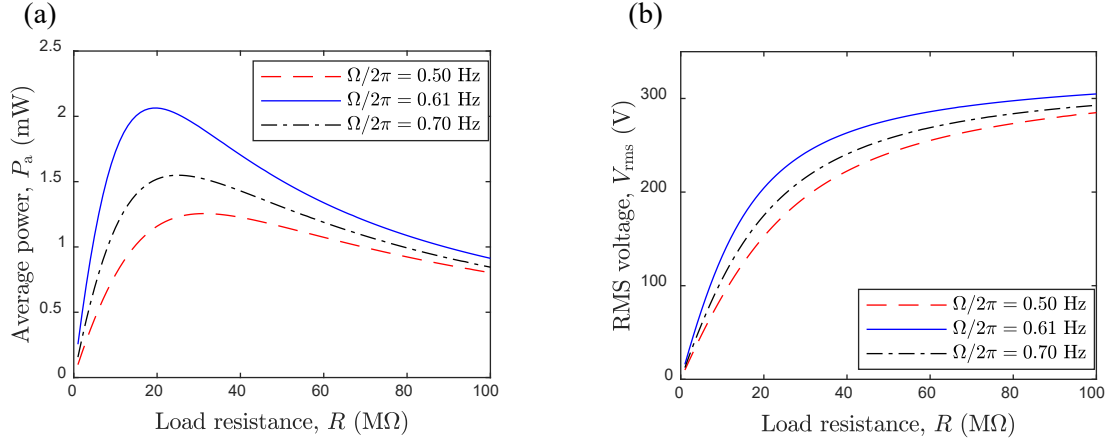 (a)
2.5
2
1.5
1
0.5
0
0 20 40 60 80 100
Average power, Pₐ (mW)
Load resistance, R (MΩ)
Ω/2π = 0.50 Hz
Ω/2π = 0.61 Hz
Ω/2π = 0.70 Hz
(b)
300
200
100
0
0 20 40 60 80 100
RMS voltage, Vrms (V)
Load resistance, R (MΩ)
Ω/2π = 0.50 Hz
Ω/2π = 0.61 Hz
Ω/2π = 0.70 Hz